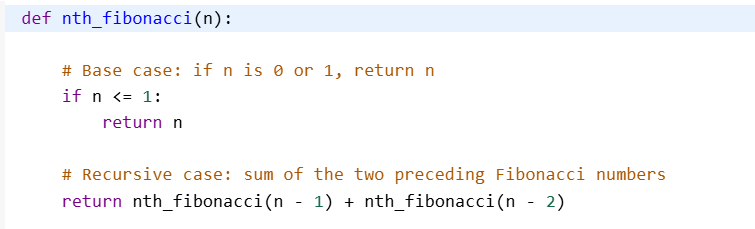 def nth_fibonacci(n):
    # Base case: if n is 0 or 1, return n
    if n <= 1:
        return n
    # Recursive case: sum of the two preceding Fibonacci numbers
    return nth_fibonacci(n - 1) + nth_fibonacci(n - 2)